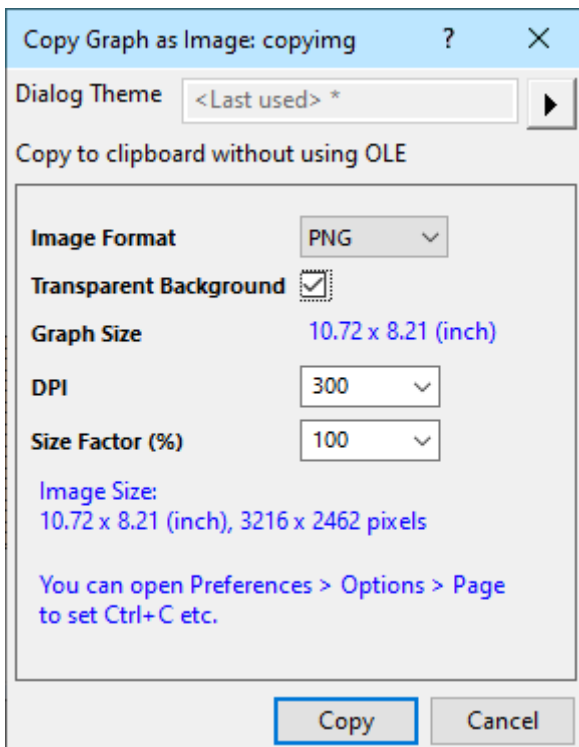 Copy Graph as Image: copyimg ?
Dialog Theme <Last used> *
Copy to clipboard without using OLE
Image Format PNG
Transparent Background
Graph Size 10.72 x 8.21 (inch)
DPI 300
Size Factor (%) 100
Image Size:
10.72 x 8.21 (inch), 3216 x 2462 pixels
You can open Preferences > Options > Page
to set Ctrl+C etc.
Copy Cancel